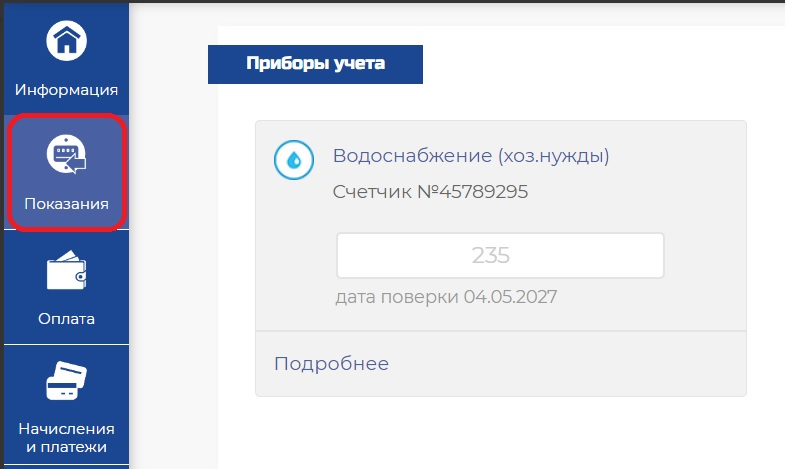 Информация
Показания
Оплата
Начисления
и платежи
Приборы учета
Водоснабжение (хоз.нужды)
Счетчик №45789295
235
дата поверки 04.05.2027
Подробнее